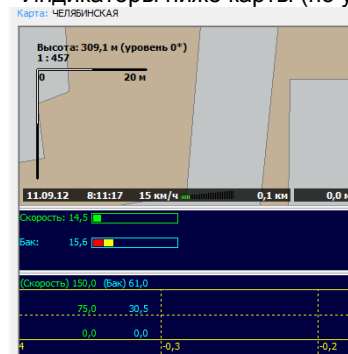 Карта: ЧЕЛЯБИНСКАЯ
Высота: 309,1 м (уровень 0*)
1 : 457
0 20 м
11.09.12 8:11:17 15 км/ч 0,1 км 0,0
Скорость: 14,5
Бак: 15,6
(Скорость) 150,0 (Бак) 61,0
75,0 30,5
0,0 0,0
4 -0,3 -0,2